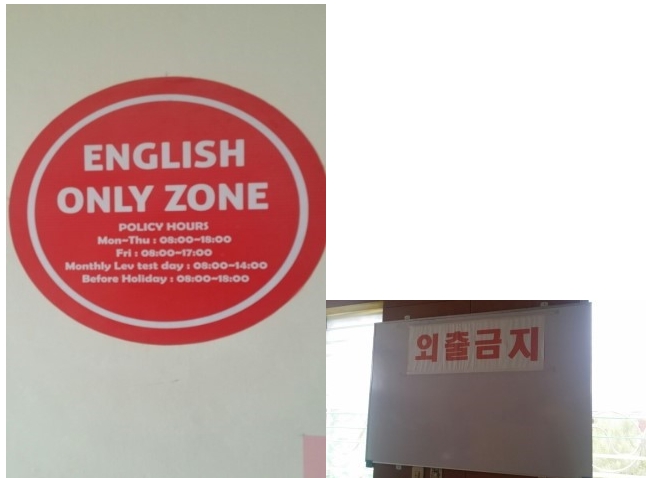 ENGLISH
ONLY ZONE
POLICY HOURS
Mon~Thu : 08:00~18:00
Fri : 08:00~17:00
Monthly Lev test day : 08:00~14:00
Before Holiday : 08:00~18:00
외출금지